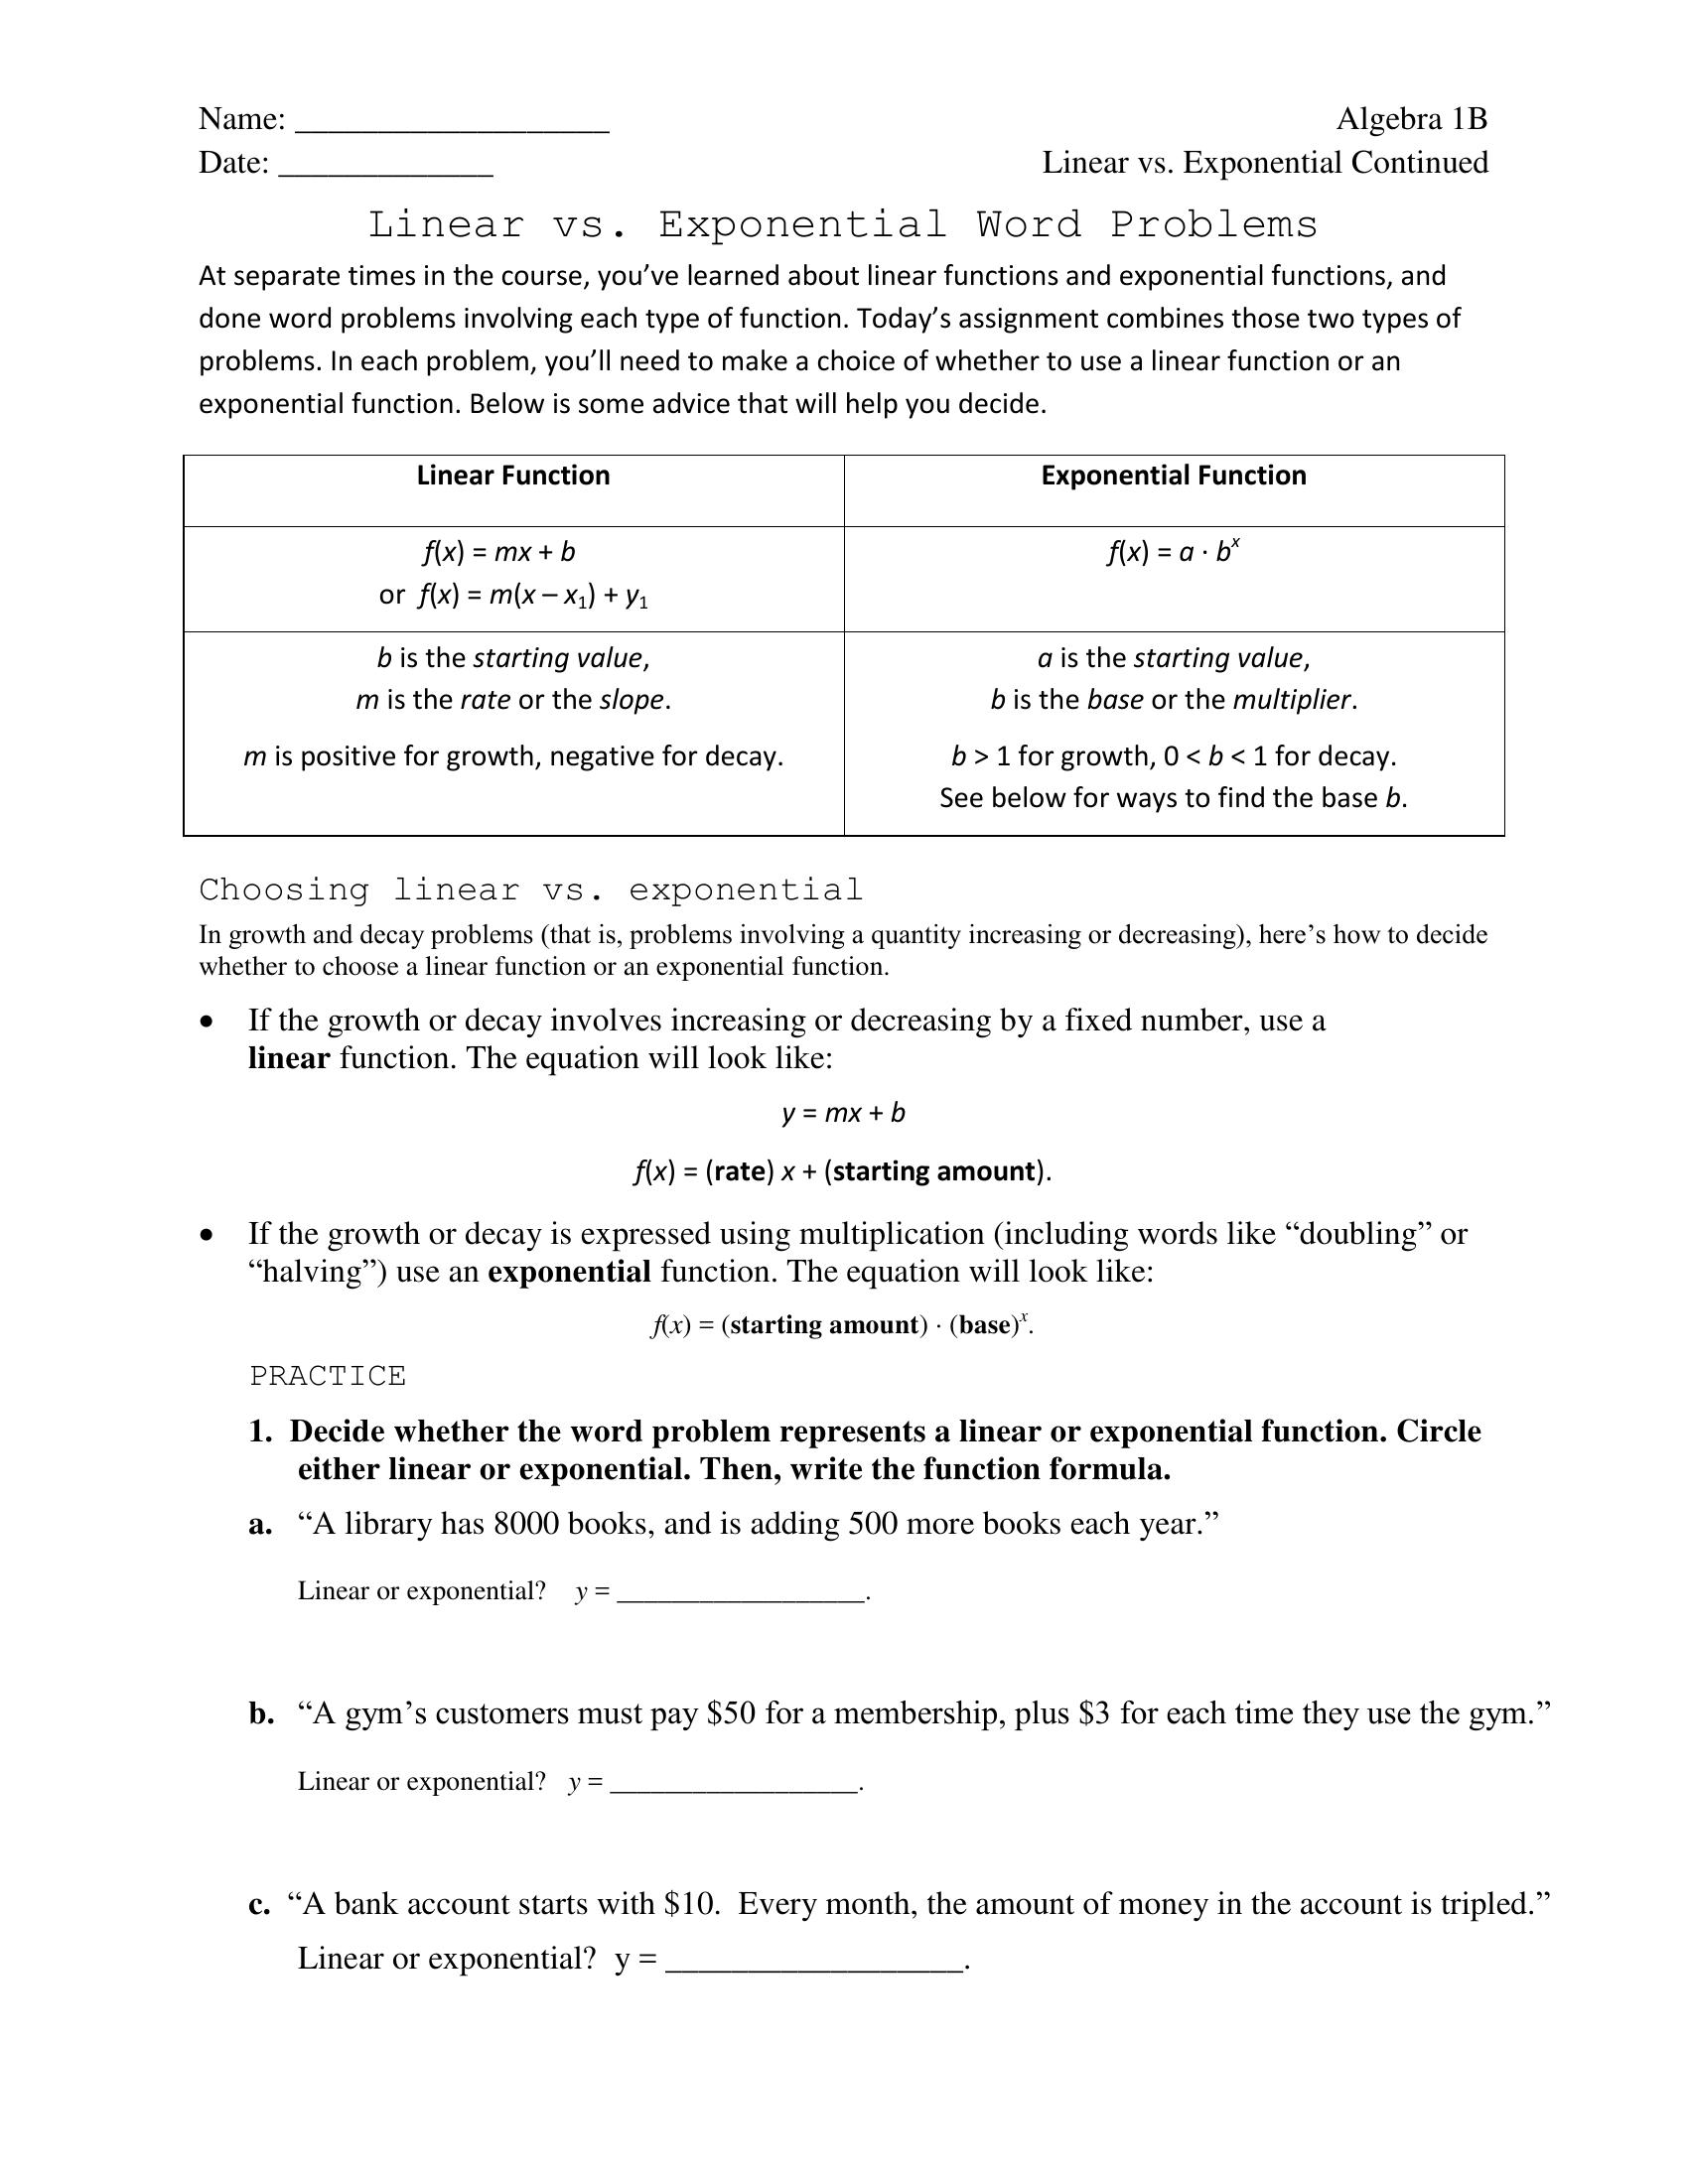 Name: ___________________ Algebra 1B
Date: _____________ Linear vs. Exponential Continued
Linear vs. Exponential Word Problems
At separate times in the course, you’ve learned about linear functions and exponential functions, and
done word problems involving each type of function. Today’s assignment combines those two types of
problems. In each problem, you’ll need to make a choice of whether to use a linear function or an
exponential function. Below is some advice that will help you decide.
Linear Function Exponential Function
f(x) = mx + b f(x) = a · bˣ
or f(x) = m(x – x₁) + y₁
b is the starting value, a is the starting value,
m is the rate or the slope. b is the base or the multiplier.
m is positive for growth, negative for decay. b > 1 for growth, 0 < b < 1 for decay.
See below for ways to find the base b.
Choosing linear vs. exponential
In growth and decay problems (that is, problems involving a quantity increasing or decreasing), here’s how to decide
whether to choose a linear function or an exponential function.
• If the growth or decay involves increasing or decreasing by a fixed number, use a
linear function. The equation will look like:
y = mx + b
f(x) = (rate) x + (starting amount).
• If the growth or decay is expressed using multiplication (including words like “doubling” or
“halving”) use an exponential function. The equation will look like:
f(x) = (starting amount) · (base)ˣ.
PRACTICE
1. Decide whether the word problem represents a linear or exponential function. Circle
either linear or exponential. Then, write the function formula.
a. “A library has 8000 books, and is adding 500 more books each year.”
Linear or exponential? y = __________________.
b. “A gym’s customers must pay $50 for a membership, plus $3 for each time they use the gym.”
Linear or exponential? y = __________________.
c. “A bank account starts with $10. Every month, the amount of money in the account is tripled.”
Linear or exponential? y = __________________.